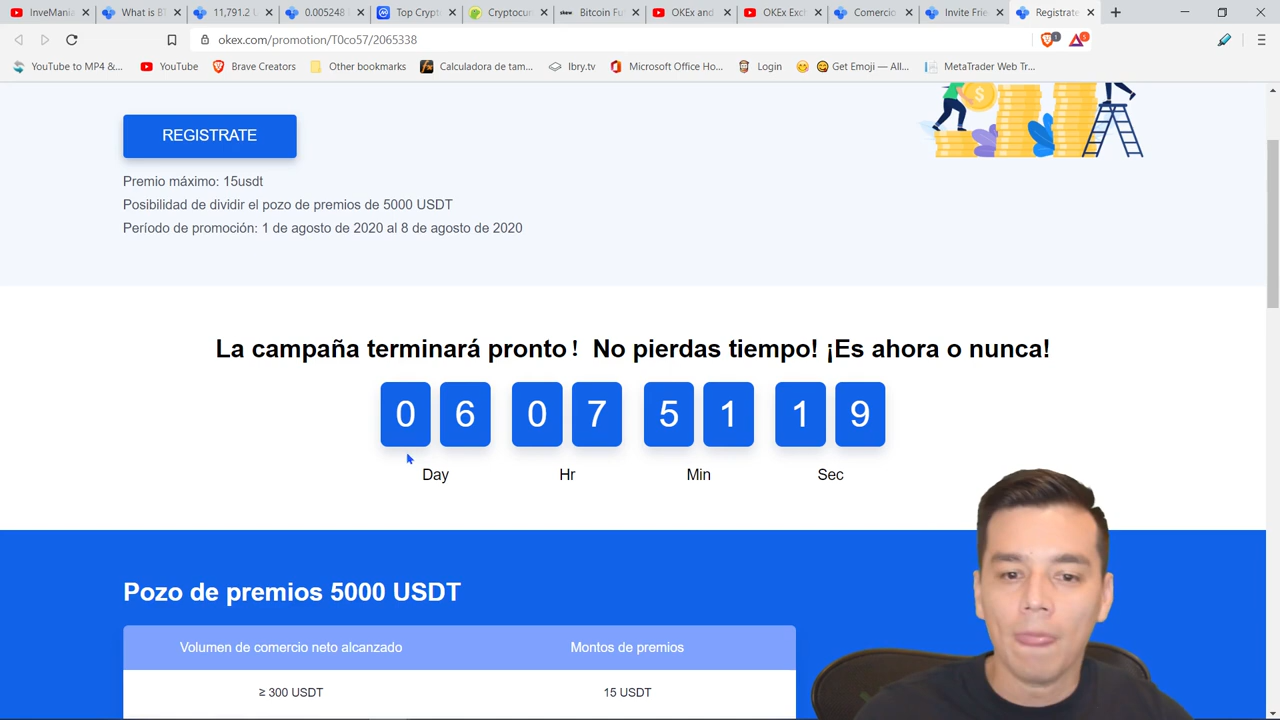 InveMania
What is B
11.791.2 U
0.005248
Top Crypt
Cryptocur
skew. Bitcoin Fu
OKEx and
OKEx Exc
Comercio
Invite Frie
Registrate
okex.com/promotion/T0co57/2065338
1
5
YouTube to MP4 &...
YouTube
Brave Creators
Other bookmarks
Calculadora de tam...
lbry.tv
Microsoft Office Ho...
Login
Get Emoji — All...
MetaTrader Web Tr...
REGISTRATE
Premio máximo: 15usdt
Posibilidad de dividir el pozo de premios de 5000 USDT
Período de promoción: 1 de agosto de 2020 al 8 de agosto de 2020
La campaña terminará pronto！ No pierdas tiempo! ¡Es ahora o nunca!
0 6 0 7 5 1 1 9
Day Hr Min Sec
Pozo de premios 5000 USDT
Volumen de comercio neto alcanzado Montos de premios
≥ 300 USDT 15 USDT